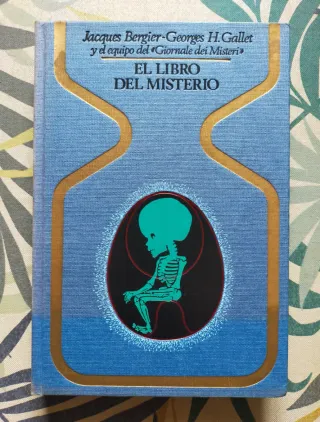 Jacques Bergier-Georges H. Gallet
y el equipo del «Giornale dei Misteri»
EL LIBRO
DEL MISTERIO